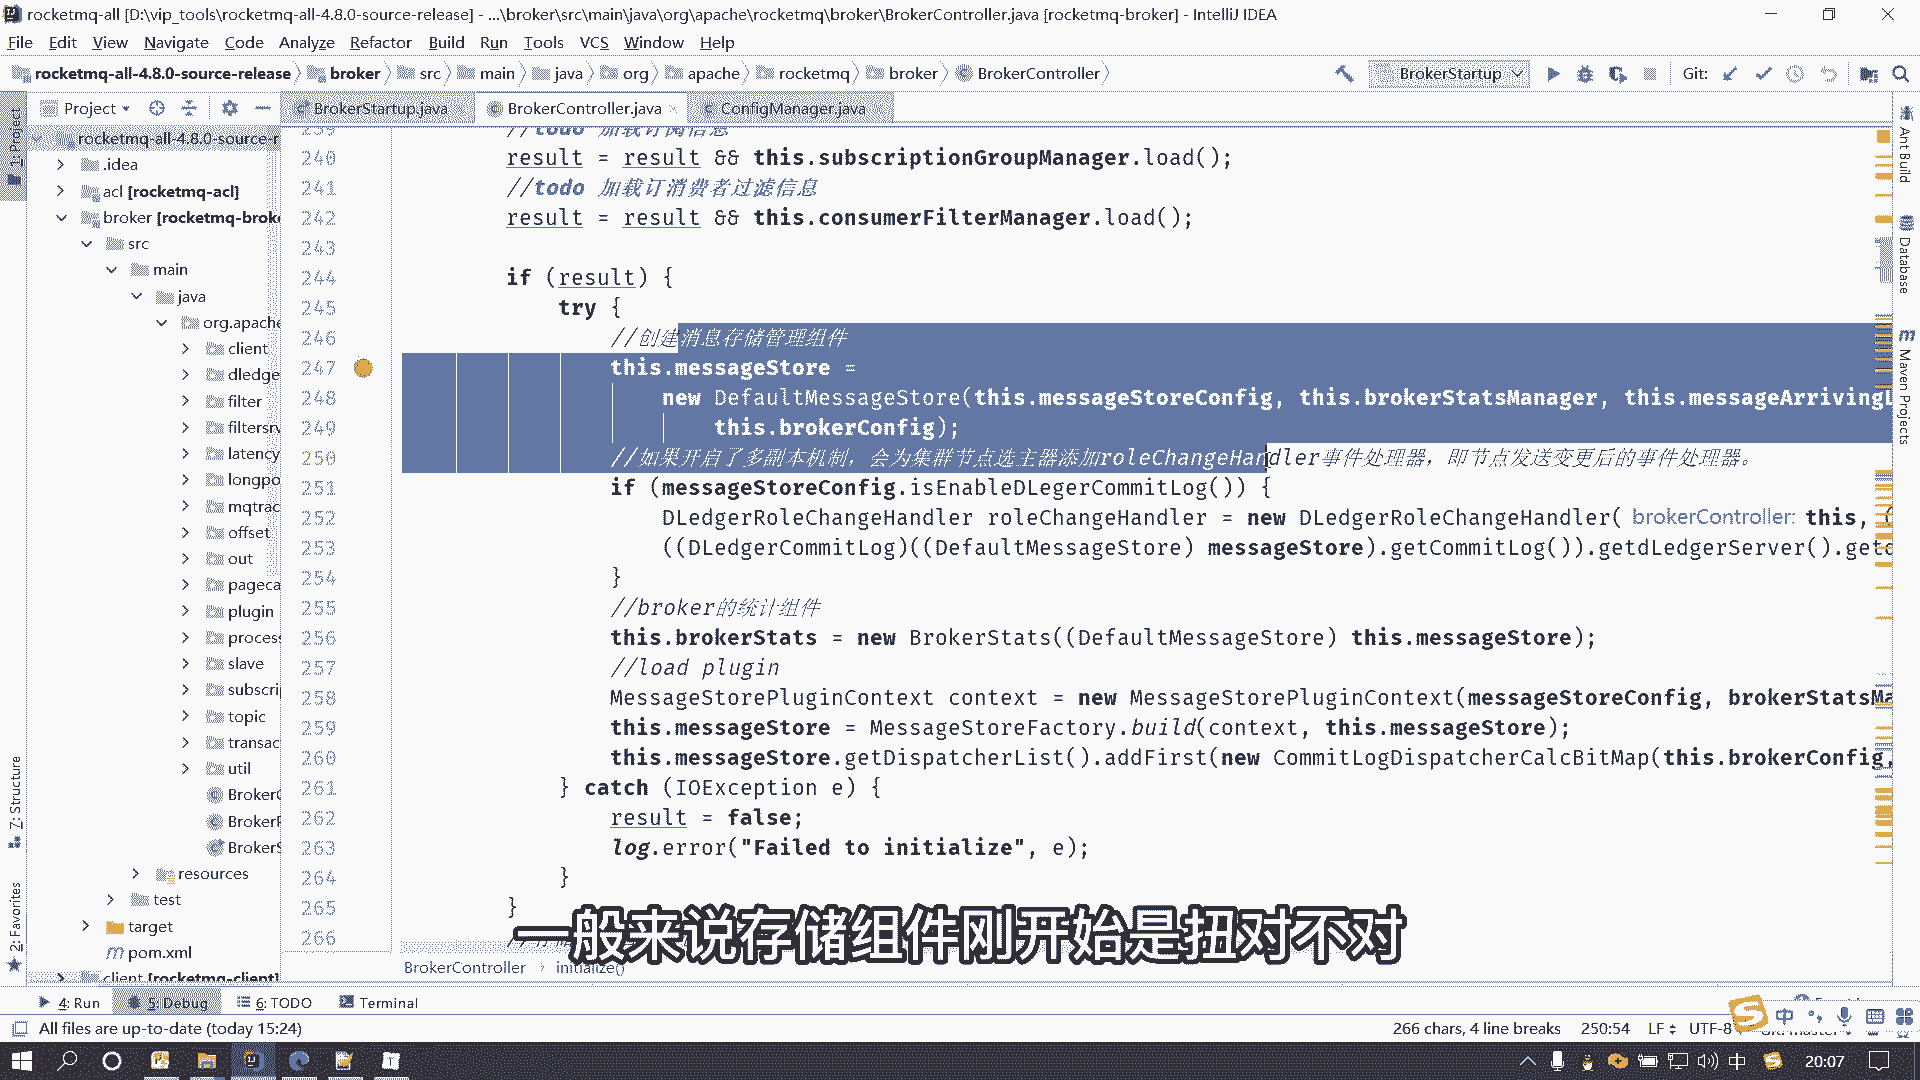 rocketmq-all [D:\vip_tools\rocketmq-all-4.8.0-source-release] - ...\broker\src\main\java\org\apache\rocketmq\broker\BrokerController.java [rocketmq-broker] - IntelliJ IDEA
File Edit View Navigate Code Analyze Refactor Build Run Tools VCS Window Help
rocketmq-all-4.8.0-source-release broker src main java org apache rocketmq broker BrokerController BrokerStartup Git:
Project BrokerStartup.java BrokerController.java ConfigManager.java
1: Project
7: Structure
2: Favorites
Ant Build
Database
Maven Projects
rocketmq-all-4.8.0-source-r
.idea
acl [rocketmq-acl]
broker [rocketmq-broke
src
main
java
org.apache
client
dledge
filter
filtersrv
latency
longpo
mqtrac
offset
out
pageca
plugin
process
slave
subscri
topic
transac
util
BrokerC
BrokerP
BrokerS
resources
test
target
pom.xml
client [rocketmq-client]
239 //todo 加载订阅信息
240 result = result && this.subscriptionGroupManager.load();
241 //todo 加载订消费者过滤信息
242 result = result && this.consumerFilterManager.load();
243
244 if (result) {
245 try {
246 //创建消息存储管理组件
247 this.messageStore =
248 new DefaultMessageStore(this.messageStoreConfig, this.brokerStatsManager, this.messageArrivingL
249 this.brokerConfig);
250 //如果开启了多副本机制，会为集群节点选主器添加roleChangeHandler事件处理器，即节点发送变更后的事件处理器。
251 if (messageStoreConfig.isEnableDLegerCommitLog()) {
252 DLedgerRoleChangeHandler roleChangeHandler = new DLedgerRoleChangeHandler( brokerController: this, (
253 ((DLedgerCommitLog)((DefaultMessageStore) messageStore).getCommitLog()).getdLedgerServer().getd
254 }
255 //broker的统计组件
256 this.brokerStats = new BrokerStats((DefaultMessageStore) this.messageStore);
257 //load plugin
258 MessageStorePluginContext context = new MessageStorePluginContext(messageStoreConfig, brokerStatsMa
259 this.messageStore = MessageStoreFactory.build(context, this.messageStore);
260 this.messageStore.getDispatcherList().addFirst(new CommitLogDispatcherCalcBitMap(this.brokerConfig,
261 } catch (IOException e) {
262 result = false;
263 log.error("Failed to initialize", e);
264 }
265 }
266
一般来说存储组件刚开始是扭对不对
BrokerController initialize()
4: Run 5: Debug 6: TODO Terminal
All files are up-to-date (today 15:24) 266 chars, 4 line breaks 250:54 LF UTF-8
中
中 20:07